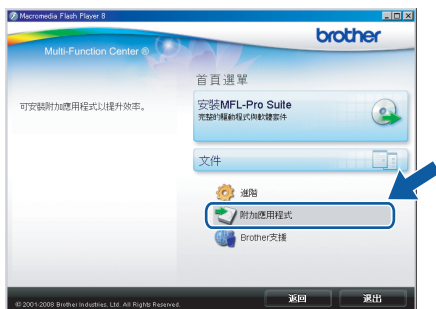 Macromedia Flash Player 8
brother
Multi-Function Center ®
首頁選單
可安裝附加應用程式以提升效率。
安裝MFL-Pro Suite
完整的驅動程式與軟體套件
文件
進階
附加應用程式
Brother支援
© 2001-2008 Brother Industries, Ltd. All Rights Reserved.
返回
退出